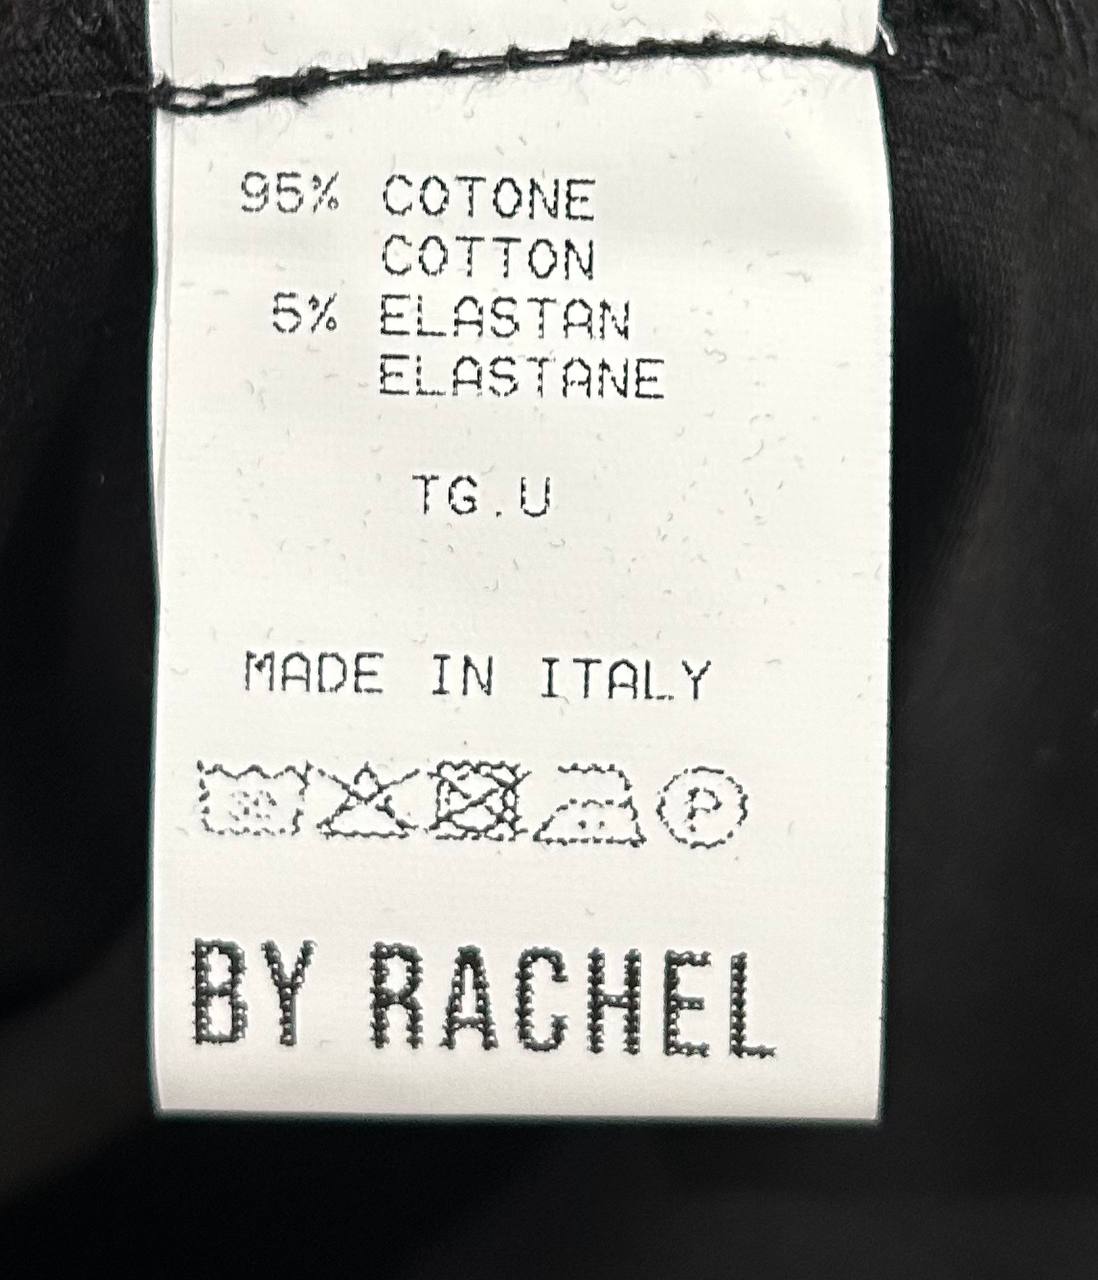 95% COTONE
COTTON
5% ELASTAN
ELASTANE
TG.U
MADE IN ITALY
P
BY RACHEL